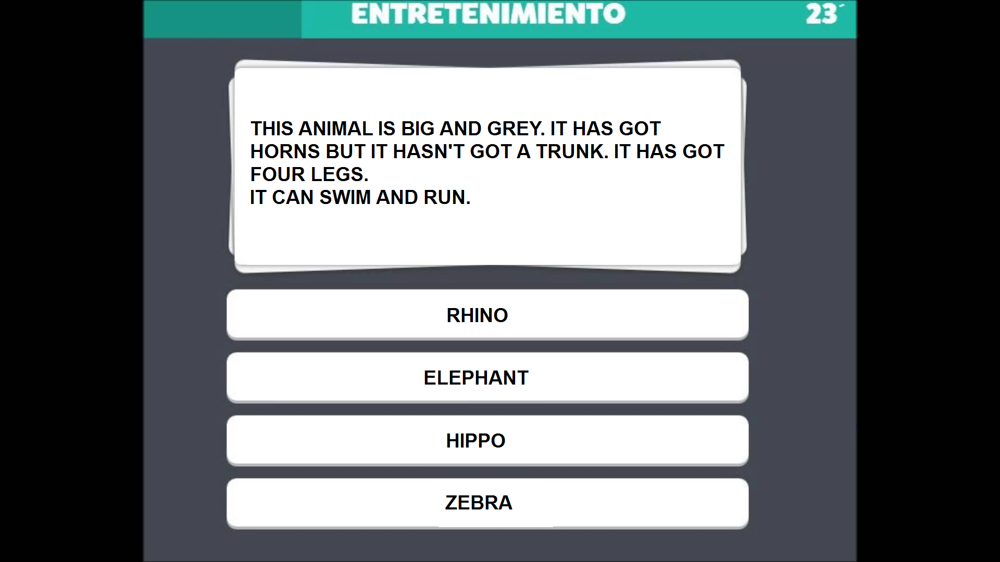 ENTRETENIMIENTO
23´
THIS ANIMAL IS BIG AND GREY. IT HAS GOT
HORNS BUT IT HASN'T GOT A TRUNK. IT HAS GOT
FOUR LEGS.
IT CAN SWIM AND RUN.
RHINO
ELEPHANT
HIPPO
ZEBRA